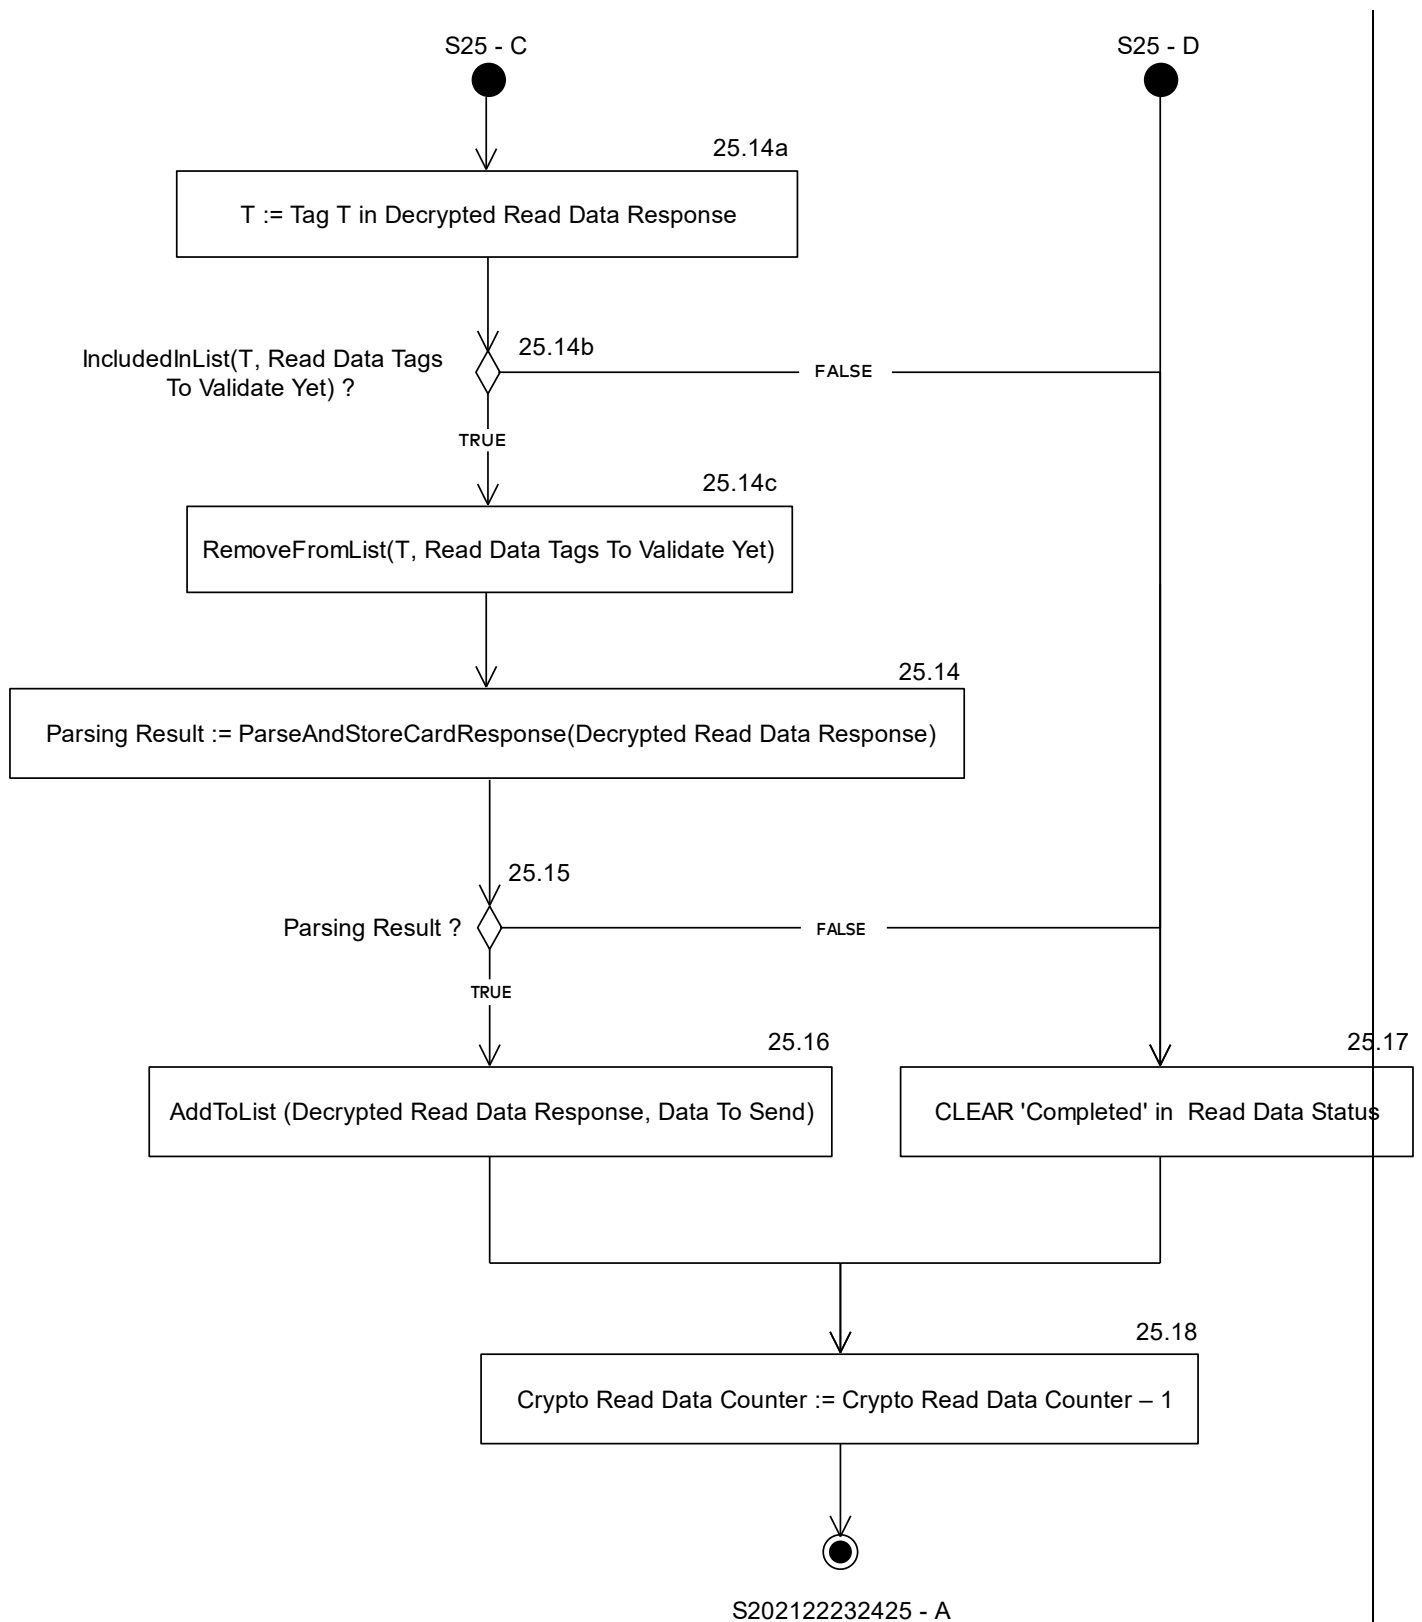 S25 - C
S25 - D
25.14a
T := Tag T in Decrypted Read Data Response
25.14b
IncludedInList(T, Read Data Tags
To Validate Yet) ?
FALSE
TRUE
25.14c
RemoveFromList(T, Read Data Tags To Validate Yet)
25.14
Parsing Result := ParseAndStoreCardResponse(Decrypted Read Data Response)
25.15
Parsing Result ?
FALSE
TRUE
25.16
25.17
AddToList (Decrypted Read Data Response, Data To Send)
CLEAR 'Completed' in  Read Data Status
25.18
Crypto Read Data Counter := Crypto Read Data Counter – 1
S202122232425 - A